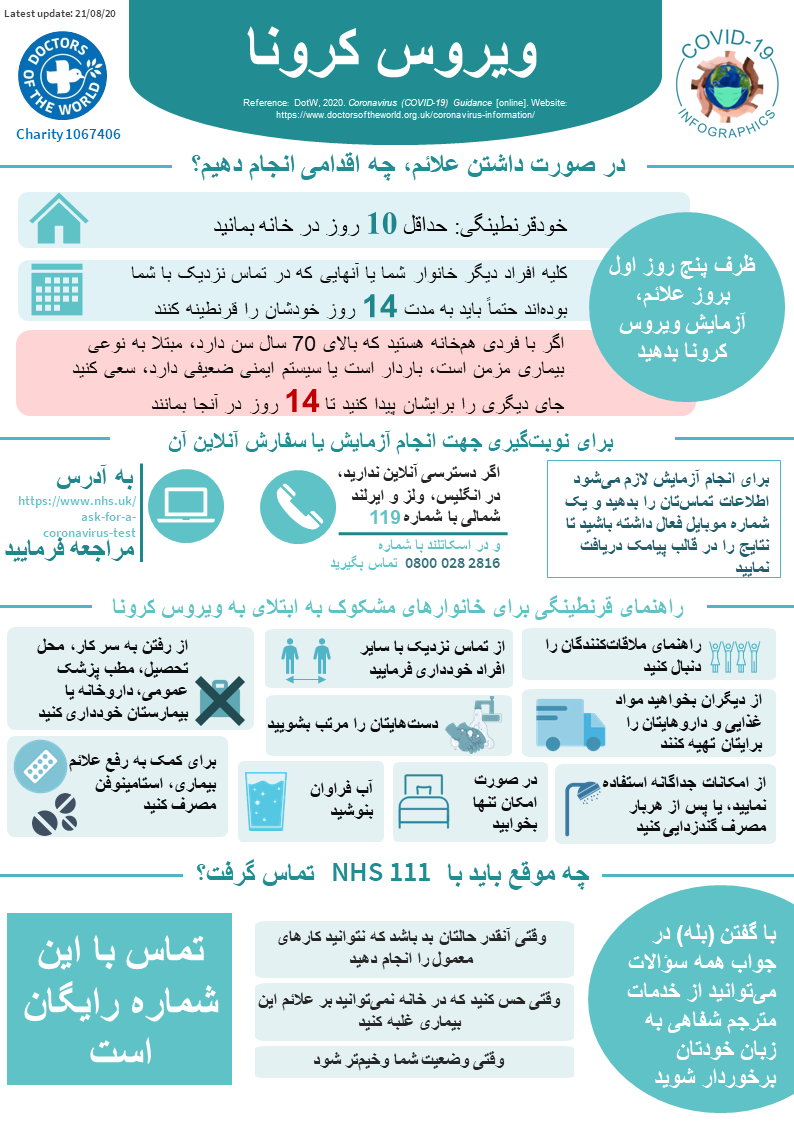 Latest update: 21/08/20
DOCTORS OF THE WORLD
Charity 1067406
ویروس کرونا
Reference: DotW, 2020. Coronavirus (COVID-19) Guidance [online]. Website:
https://www.doctorsoftheworld.org.uk/coronavirus-information/
COVID-19
INFOGRAPHICS
در صورت داشتن علائم، چه اقدامی انجام دهیم؟
خودقرنطینگی: حداقل 10 روز در خانه بمانید
کلیه افراد دیگر خانوار شما یا آنهایی که در تماس نزدیک با شما
بوده‌اند حتماً باید به مدت 14 روز خودشان را قرنطینه کنند
اگر با فردی هم‌خانه هستید که بالای 70 سال سن دارد، مبتلا به نوعی
بیماری مزمن است، باردار است یا سیستم ایمنی ضعیفی دارد، سعی کنید
جای دیگری را برایشان پیدا کنید تا 14 روز در آنجا بمانند
ظرف پنج روز اول
بروز علائم،
آزمایش ویروس
کرونا بدهید
برای نوبت‌گیری جهت انجام آزمایش یا سفارش آنلاین آن
برای انجام آزمایش لازم می‌شود
اطلاعات تماس‌تان را بدهید و یک
شماره موبایل فعال داشته باشید تا
نتایج را در قالب پیامک دریافت
نمایید
اگر دسترسی آنلاین ندارید،
در انگلیس، ولز و ایرلند
شمالی با شماره 119
و در اسکاتلند با شماره
0800 028 2816 تماس بگیرید
به آدرس
https://www.nhs.uk/
ask-for-a-
coronavirus-test
مراجعه فرمایید
راهنمای قرنطینگی برای خانوارهای مشکوک به ابتلای به ویروس کرونا
راهنمای ملاقات‌کنندگان را
دنبال کنید
از تماس نزدیک با سایر
افراد خودداری فرمایید
از رفتن به سر کار، محل
تحصیل، مطب پزشک
عمومی، داروخانه یا
بیمارستان خودداری کنید
از دیگران بخواهید مواد
غذایی و داروهایتان را
برایتان تهیه کنند
دست‌هایتان را مرتب بشویید
برای کمک به رفع علائم
بیماری، استامینوفن
مصرف کنید
از امکانات جداگانه استفاده
نمایید، یا پس از هربار
مصرف گندزدایی کنید
در صورت
امکان تنها
بخوابید
آب فراوان
بنوشید
چه موقع باید با NHS 111 تماس گرفت؟
با گفتن (بله) در
جواب همه سؤالات
می‌توانید از خدمات
مترجم شفاهی به
زبان خودتان
برخوردار شوید
وقتی آنقدر حالتان بد باشد که نتوانید کارهای
معمول را انجام دهید
وقتی حس کنید که در خانه نمی‌توانید بر علائم این
بیماری غلبه کنید
وقتی وضعیت شما وخیم‌تر شود
تماس با این
شماره رایگان
است